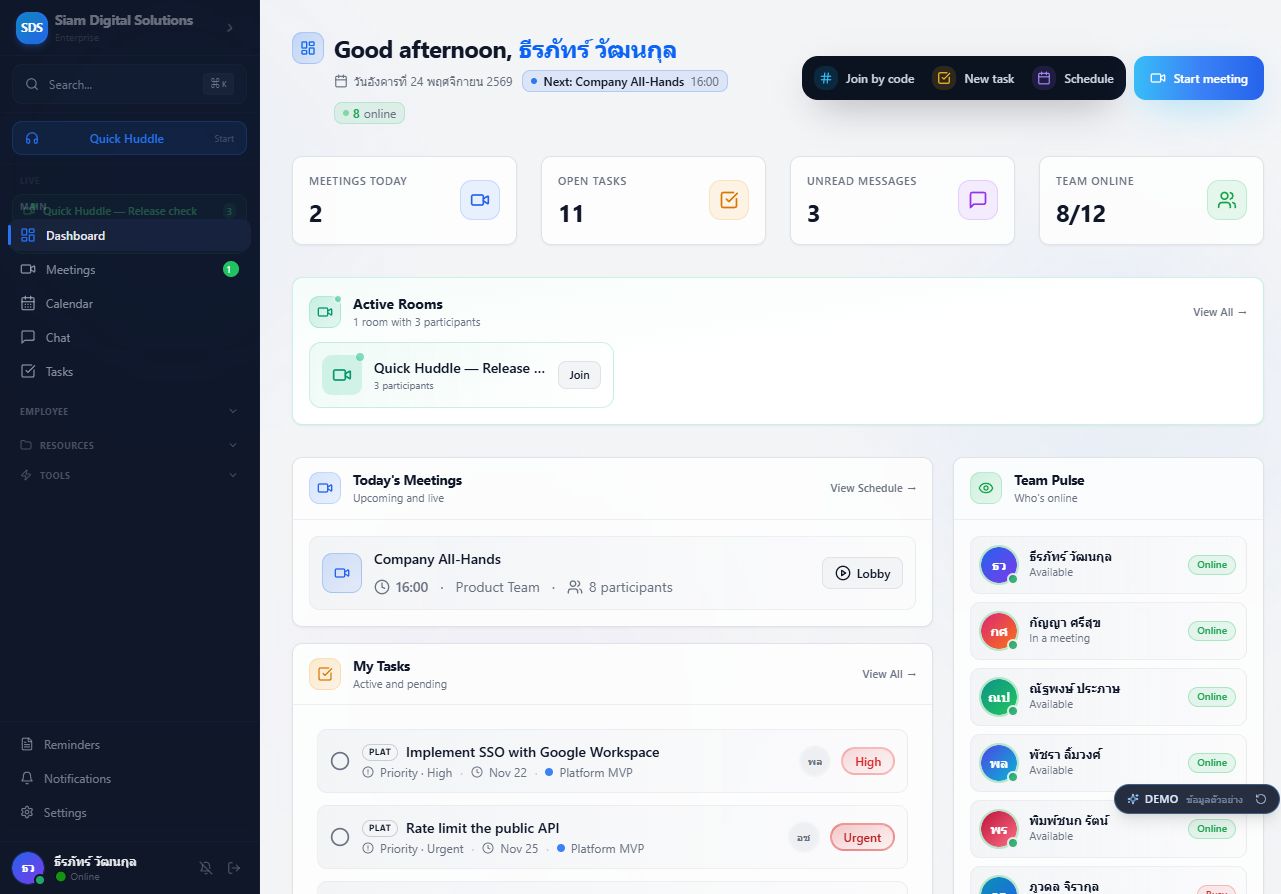 SDS Siam Digital Solutions
Enterprise
Search... ⌘K
Quick Huddle Start
LIVE
Quick Huddle — Release check 3
MAIN
Dashboard
Meetings 1
Calendar
Chat
Tasks
EMPLOYEE
RESOURCES
TOOLS
Reminders
Notifications
Settings
ธว ธีรภัทร์ วัฒนกุล
Online
Good afternoon, ธีรภัทร์ วัฒนกุล
วันอังคารที่ 24 พฤศจิกายน 2569 Next: Company All-Hands 16:00
8 online
Join by code New task Schedule Start meeting
MEETINGS TODAY
2
OPEN TASKS
11
UNREAD MESSAGES
3
TEAM ONLINE
8/12
Active Rooms
1 room with 3 participants
View All →
Quick Huddle — Release ...
3 participants
Join
Today's Meetings
Upcoming and live
View Schedule →
Company All-Hands
16:00 · Product Team · 8 participants
Lobby
My Tasks
Active and pending
View All →
PLAT Implement SSO with Google Workspace
Priority · High · Nov 22 · Platform MVP
พล High
PLAT Rate limit the public API
Priority · Urgent · Nov 25 · Platform MVP
อช Urgent
Team Pulse
Who's online
ธว ธีรภัทร์ วัฒนกุล
Available
Online
กศ กัญญา ศรีสุข
In a meeting
Online
ณป ณัฐพงษ์ ประภาษ
Available
Online
พล พัชรา ลิ้มวงศ์
Available
Online
DEMO ข้อมูลตัวอย่าง
พร พิมพ์ชนก รัตน์
Available
Online
ภูวดล จิรากุล